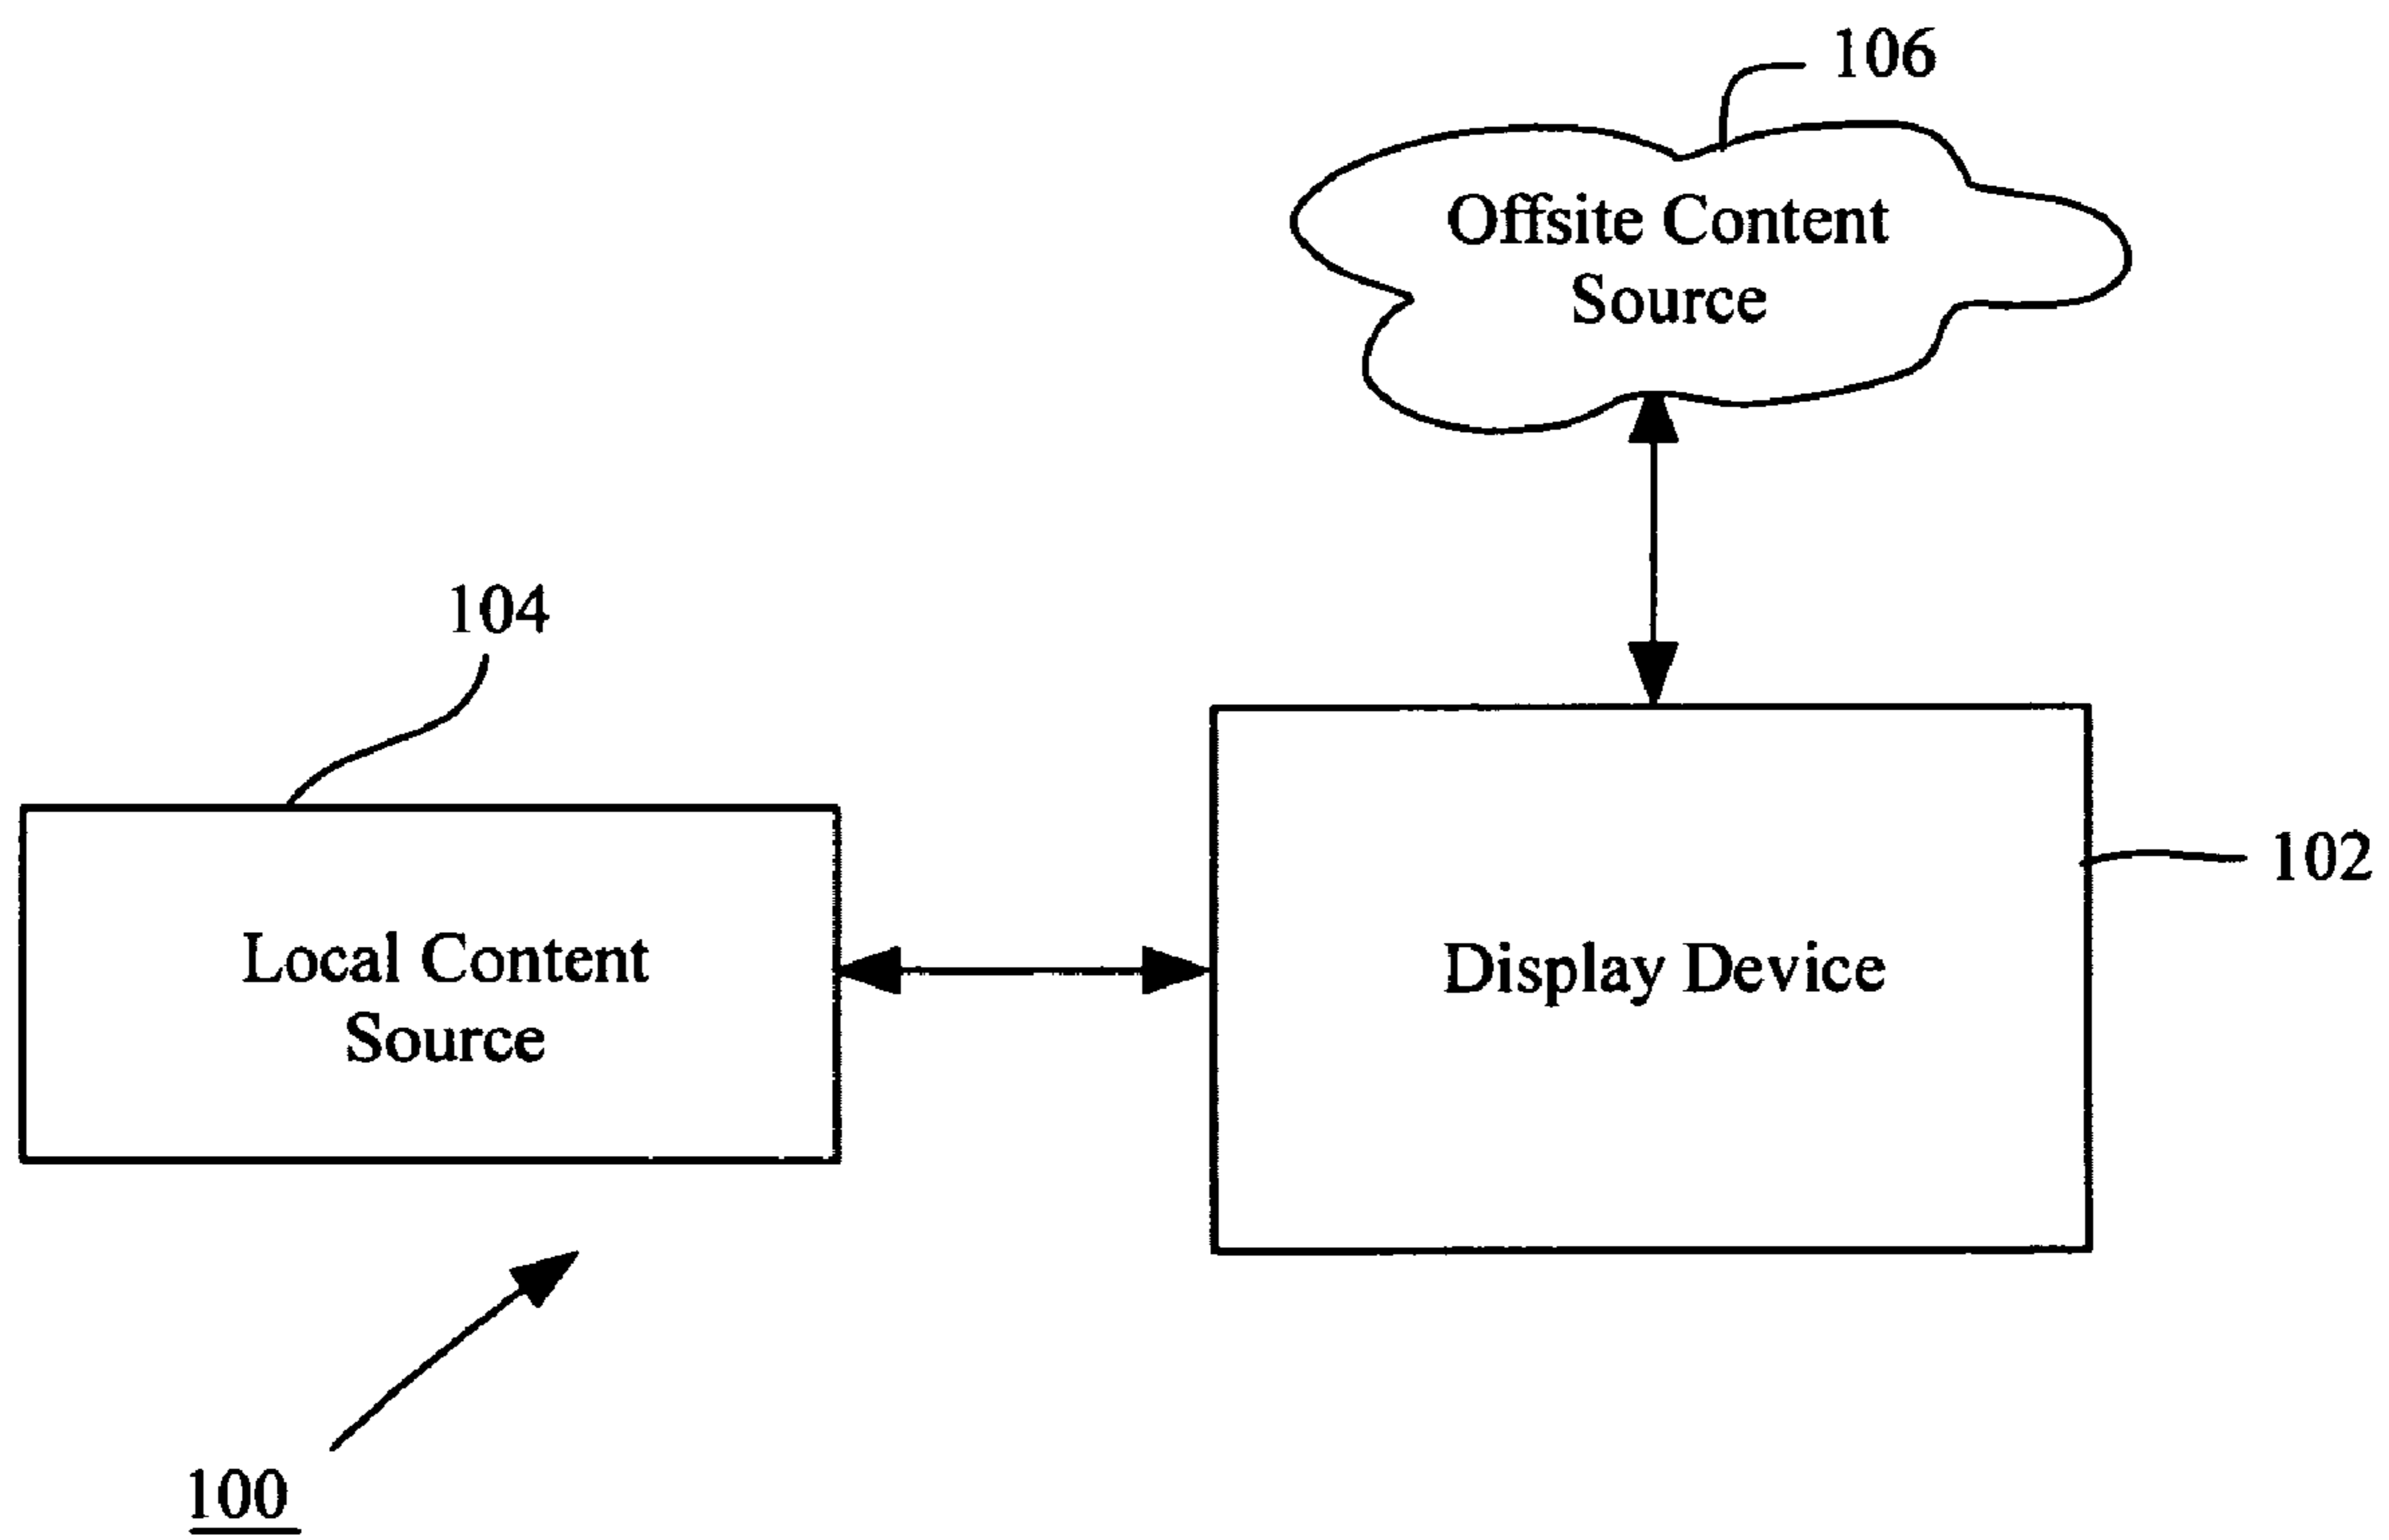 106
Offsite Content
Source
104
102
Local Content
Source
Display Device
100